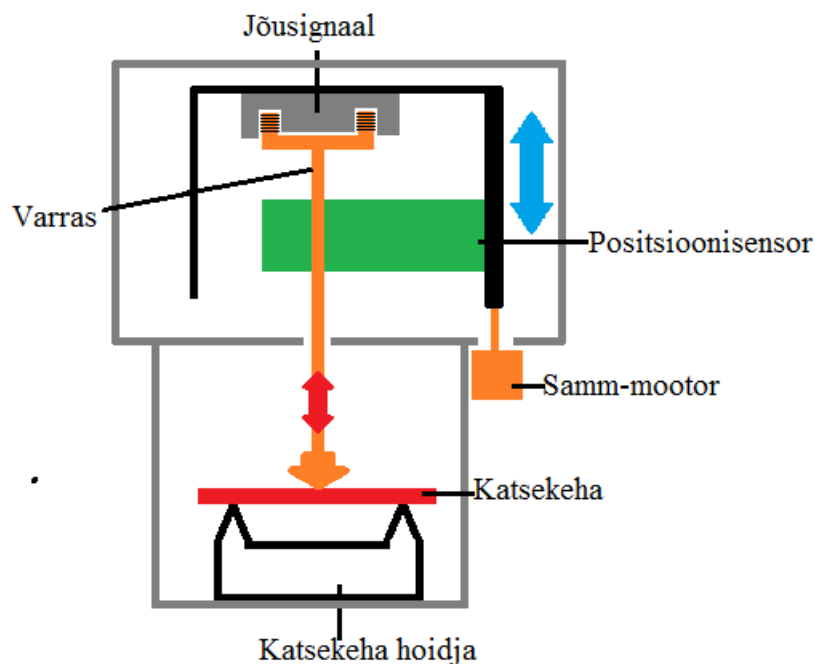 Jõusignaal
Varras
Positsioonisensor
Samm-mootor
Katsekeha
Katsekeha hoidja